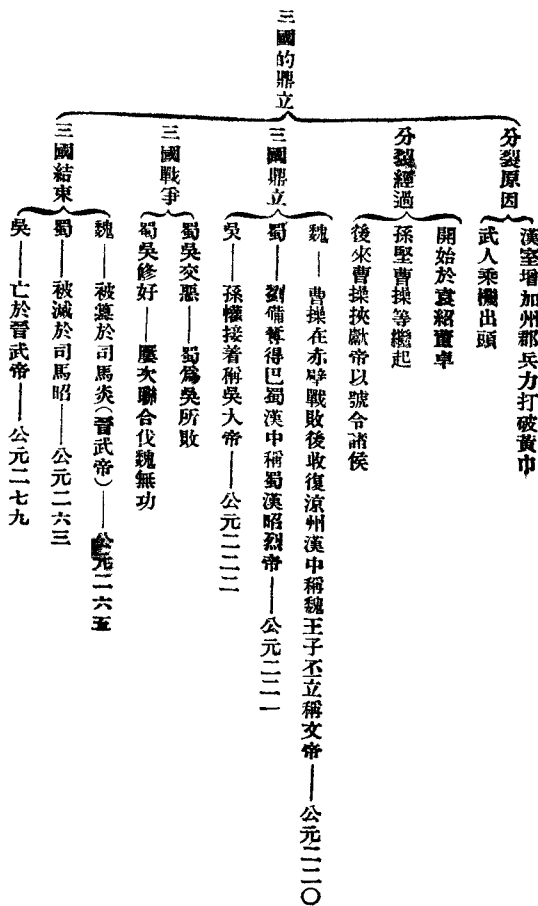 三國的鼎立
分裂原因
漢室增加州郡兵力打破黃巾
武人乘機出頭
分裂經過
開始於袁紹董卓
孫堅曹操等繼起
後來曹操挾獻帝以號令諸侯
三國鼎立
魏——曹操在赤壁戰敗後收復涼州漢中稱魏王子丕立稱文帝——公元二二〇
蜀——劉備奪得巴蜀漢中稱蜀漢昭烈帝——公元二二一
吳——孫權接着稱吳大帝——公元二二二
三國戰爭
蜀吳交惡——蜀爲吳所敗
蜀吳修好——屢次聯合伐魏無功
三國結束
魏——被篡於司馬炎(晉武帝)——公元二六五
蜀——被滅於司馬昭——公元二六三
吳——亡於晉武帝——公元二七九